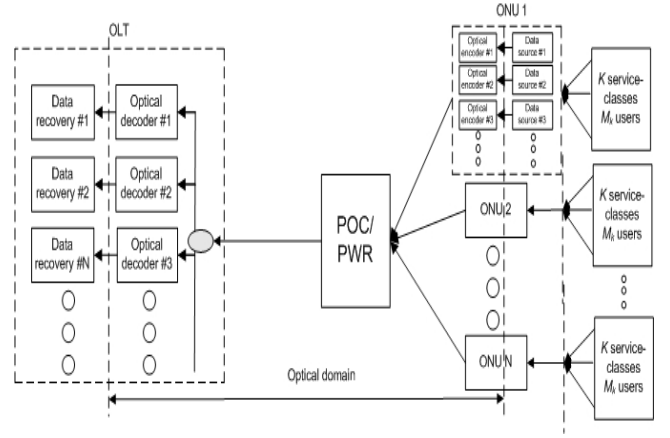 OLT
Data
recovery #1
Optical
decoder #1
Data
recovery #2
Optical
decoder #2
Data
recovery #N
Optical
decoder #3
POC/
PWR
Optical domain
ONU 1
Optical
encoder #1
Data
source #1
Optical
encoder #2
Data
source #2
Optical
encoder #3
Data
source #3
ONU 2
ONU N
K service-
classes
Mk users
K service-
classes
Mk users
K service-
classes
Mk users